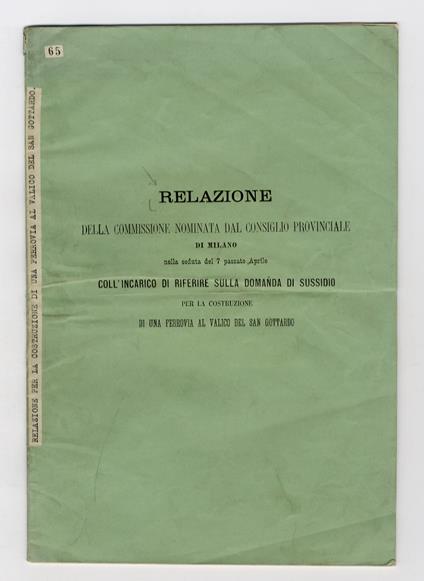 65
RELAZIONE PER LA COSTRUZIONE DI UNA FERROVIA AL VALICO DEL SAN GOTTARDO.
RELAZIONE
DELLA COMMISSIONE NOMINATA DAL CONSIGLIO PROVINCIALE
DI MILANO
nella seduta del 7 passato Aprile
COLL'INCARICO DI RIFERIRE SULLA DOMANDA DI SUSSIDIO
PER LA COSTRUZIONE
DI UNA FERROVIA AL VALICO DEL SAN GOTTARDO